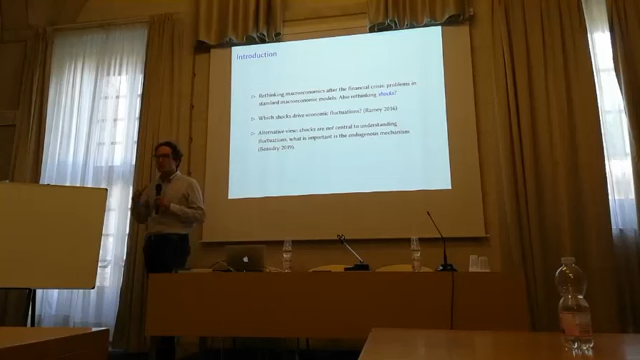 Introduction
Rethinking macroeconomics after the financial crisis: problems in
standard macroeconomic models. Also rethinking shocks?
Which shocks drive economic fluctuations? (Ramey 2016)
Alternative view: shocks are not central to understanding
fluctuations, what is important is the endogenous mechanism
(Beaudry 2019).